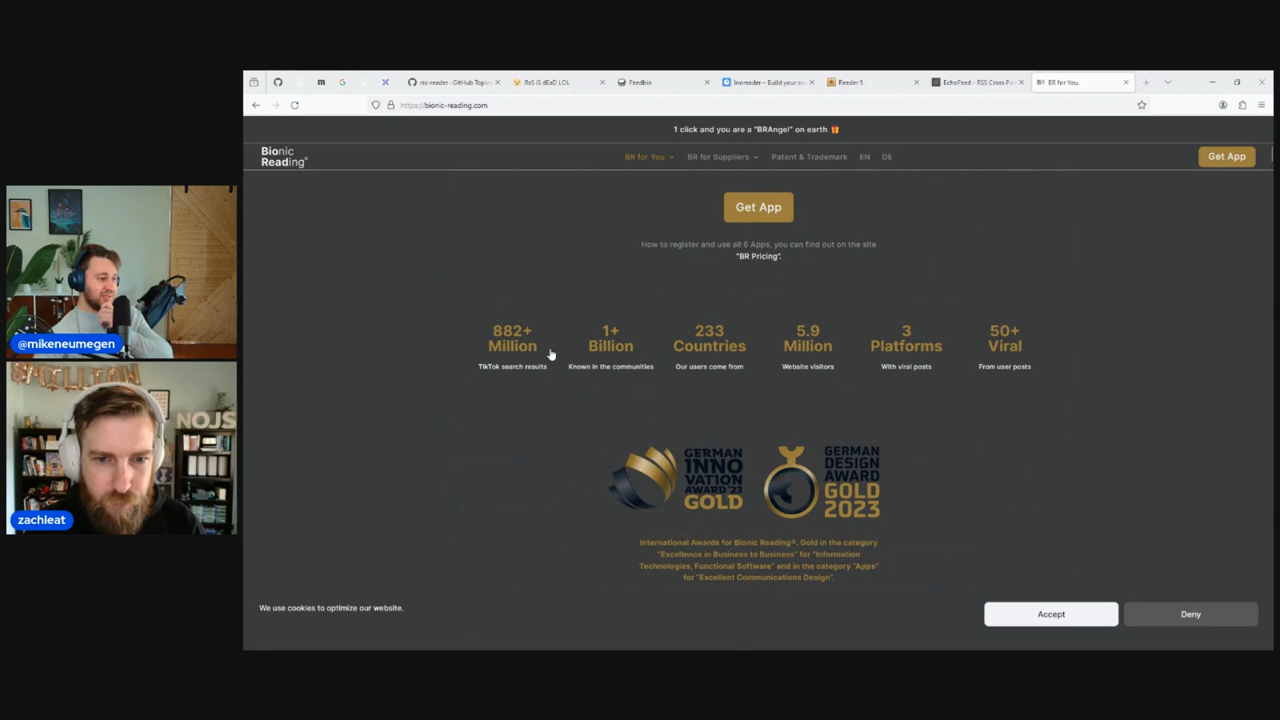 rss-reader · GitHub Topic
RsS iS dEaD LOL
Feedbin
Inoreader – Build your ow
Reeder 5
EchoFeed - RSS Cross Po
BR for You.
https://bionic-reading.com
1 click and you are a "BRAngel" on earth
Bionic
Reading®
BR for You
BR for Suppliers
Patent & Trademark
EN
DE
Get App
Get App
How to register and use all 6 Apps, you can find out on the site
"BR Pricing".
882+
Million
TikTok search results
1+
Billion
Known in the communities
233
Countries
Our users come from
5.9
Million
Website visitors
3
Platforms
With viral posts
50+
Viral
From user posts
GERMAN
INNO
VATION
AWARD '23
GOLD
GERMAN
DESIGN
AWARD
GOLD
2023
International Awards for Bionic Reading®. Gold in the category
"Excellence in Business to Business" for "Information
Technologies, Functional Software" and in the category "Apps"
for "Excellent Communications Design".
We use cookies to optimize our website.
Accept
Deny
@mikeneumegen
NOJS
zachleat